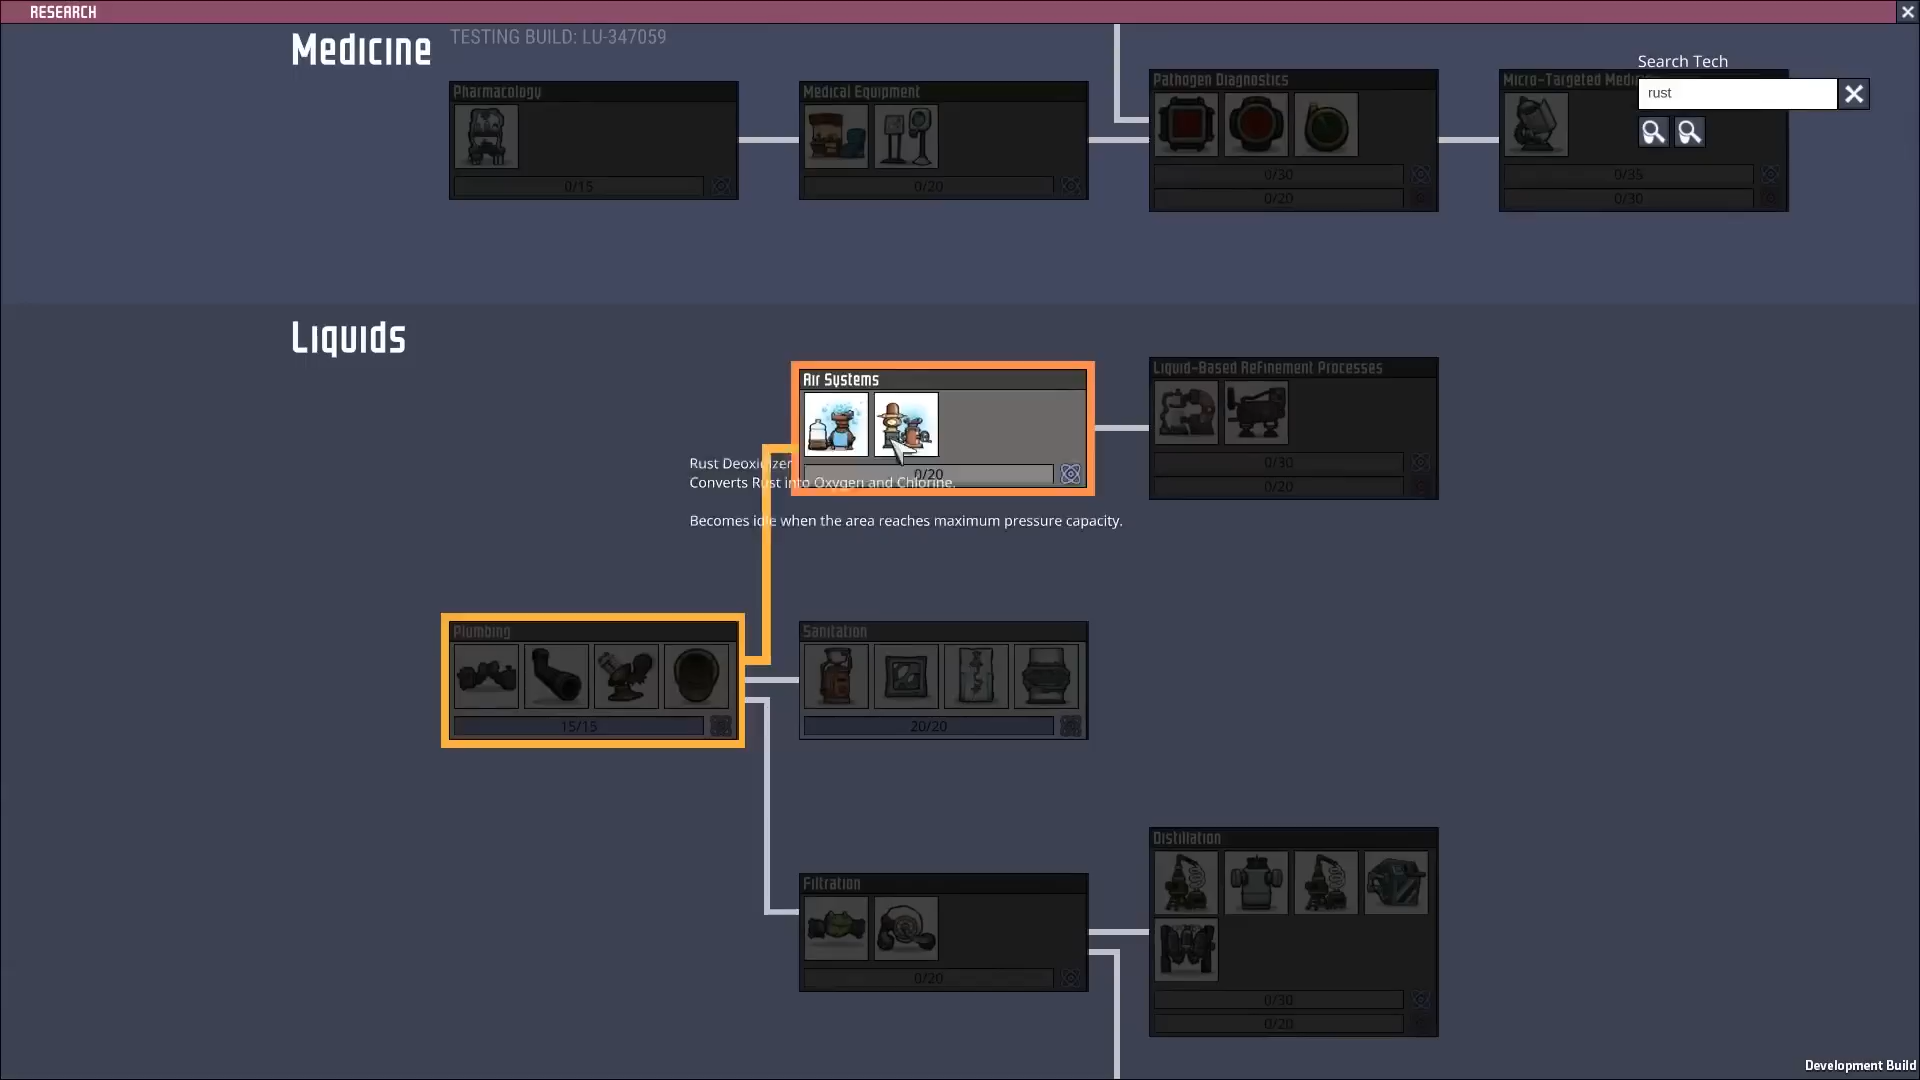 RESEARCH
Medicine
TESTING BUILD: LU-347059
Search Tech
rust
Pharmacology
0/15
Medical Equipment
0/20
Pathogen Diagnostics
0/30
0/20
Micro-Targeted Medi
0/35
0/30
Liquids
Air Systems
0/20
Rust Deoxidizer
Converts Rust into Oxygen and Chlorine.
Becomes idle when the area reaches maximum pressure capacity.
Liquid-Based Refinement Processes
0/30
0/20
Plumbing
15/15
Sanitation
20/20
Filtration
0/20
Distillation
0/30
0/20
Development Build